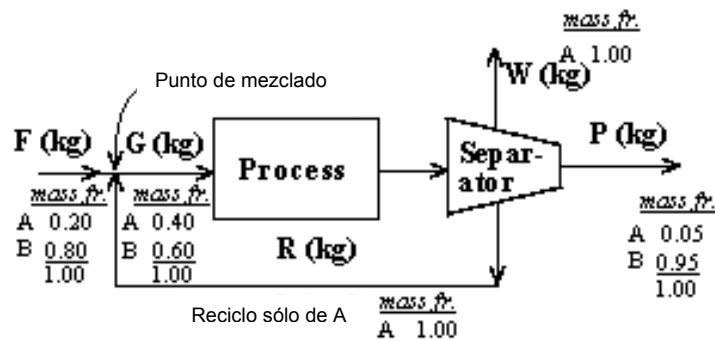 mass fr.
A 1.00
W (kg)
Punto de mezclado
F (kg)
G (kg)
P (kg)
Process
Separ-
ator
mass fr.
A 0.20
B 0.80
1.00
mass fr.
A 0.40
B 0.60
1.00
R (kg)
mass fr.
A 0.05
B 0.95
1.00
Reciclo sólo de A
mass fr.
A 1.00